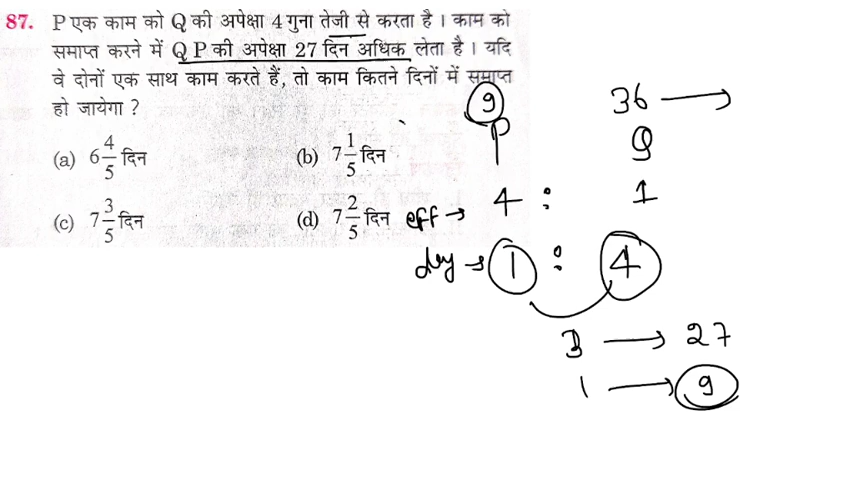 87. P एक काम को Q की अपेक्षा 4 गुना तेजी से करता है । काम को
समाप्त करने में Q P की अपेक्षा 27 दिन अधिक लेता है । यदि
वे दोनों एक साथ काम करते हैं, तो काम कितने दिनों में समाप्त
हो जायेगा ?
(a) 6 4/5 दिन (b) 7 1/5 दिन
(c) 7 3/5 दिन (d) 7 2/5 दिन
9 36 →
P Q
eff → 4 : 1
day → 1 : 4
3 → 27
1 → 9